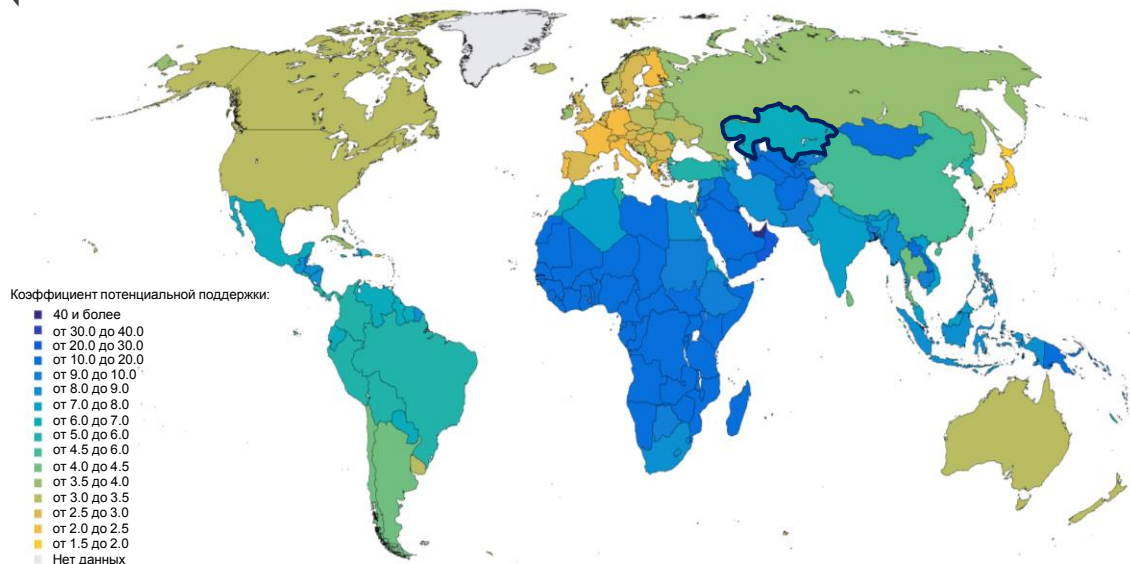 Коэффициент потенциальной поддержки:
40 и более
от 30.0 до 40.0
от 20.0 до 30.0
от 10.0 до 20.0
от 9.0 до 10.0
от 8.0 до 9.0
от 7.0 до 8.0
от 6.0 до 7.0
от 5.0 до 6.0
от 4.5 до 6.0
от 4.0 до 4.5
от 3.5 до 4.0
от 3.0 до 3.5
от 2.5 до 3.0
от 2.0 до 2.5
от 1.5 до 2.0
Нет данных